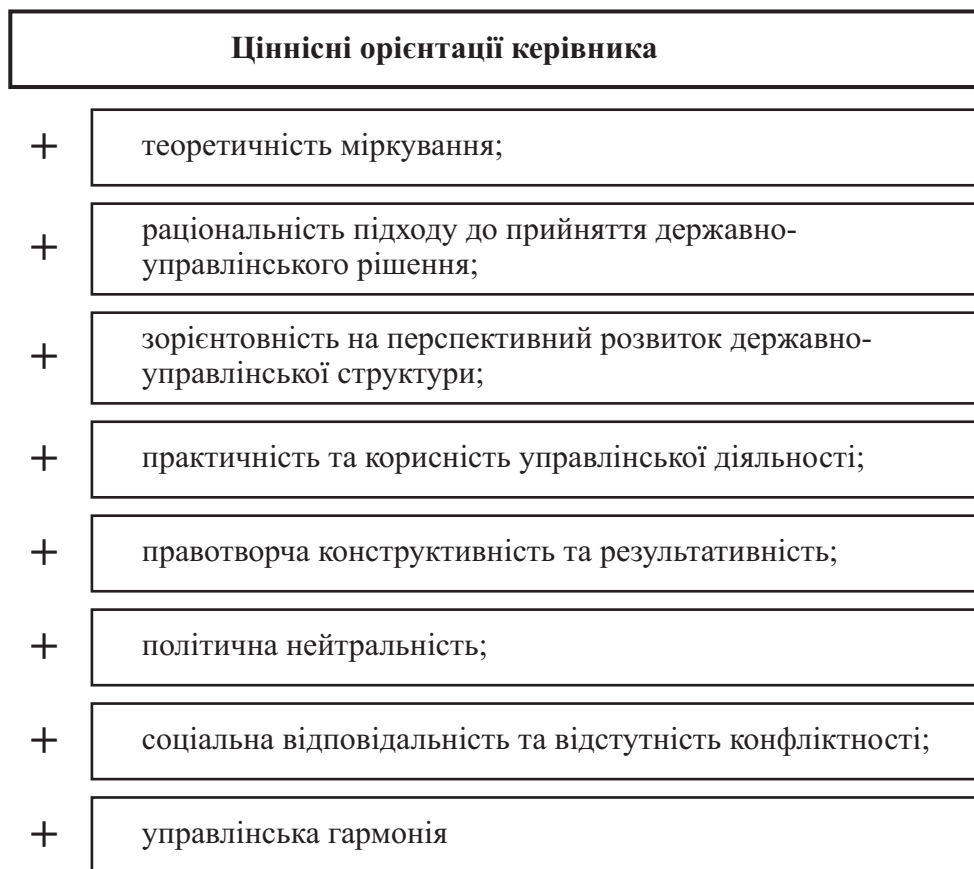 Ціннісні орієнтації керівника
+ теоретичність міркування;
+ раціональність підходу до прийняття державно-
управлінського рішення;
+ зорієнтовність на перспективний розвиток державно-
управлінської структури;
+ практичність та корисність управлінської діяльності;
+ правотворча конструктивність та результативність;
+ політична нейтральність;
+ соціальна відповідальність та відстутність конфліктності;
+ управлінська гармонія